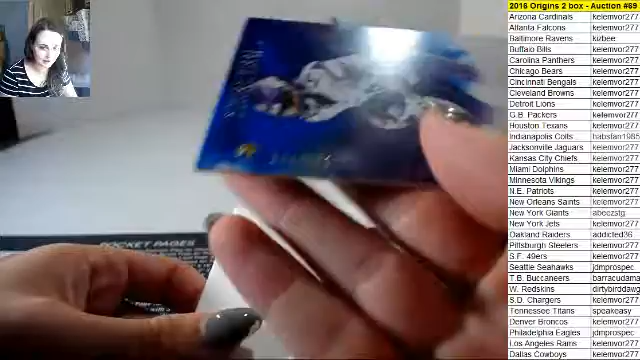 2016 Origins 2 box - Auction #69
Arizona Cardinals kelemvor277
Atlanta Falcons kelemvor277
Baltimore Ravens kizbee
Buffalo Bills kelemvor277
Carolina Panthers kelemvor277
Chicago Bears kelemvor277
Cincinnati Bengals kelemvor277
Cleveland Browns kelemvor277
Detroit Lions kelemvor277
G.B. Packers kelemvor277
Houston Texans kelemvor277
Indianapolis Colts habsfan1985
Jacksonville Jaguars kelemvor277
Kansas City Chiefs kelemvor277
Miami Dolphins kelemvor277
Minnesota Vikings kelemvor277
N.E. Patriots kelemvor277
New Orleans Saints kelemvor277
New York Giants abeezstg
New York Jets kelemvor277
Oakland Raiders addicted36
Pittsburgh Steelers kelemvor277
S.F. 49ers kelemvor277
Seattle Seahawks jdmprospec
T.B. Buccaneers barracudama
W. Redskins dirtybirddawg
S.D. Chargers kelemvor277
Tennessee Titans speakeasy
Denver Broncos kelemvor277
Philadelphia Eagles jdmprospec
Los Angeles Rams kelemvor277
Dallas Cowboys kelemvor277
POCKET PAGES